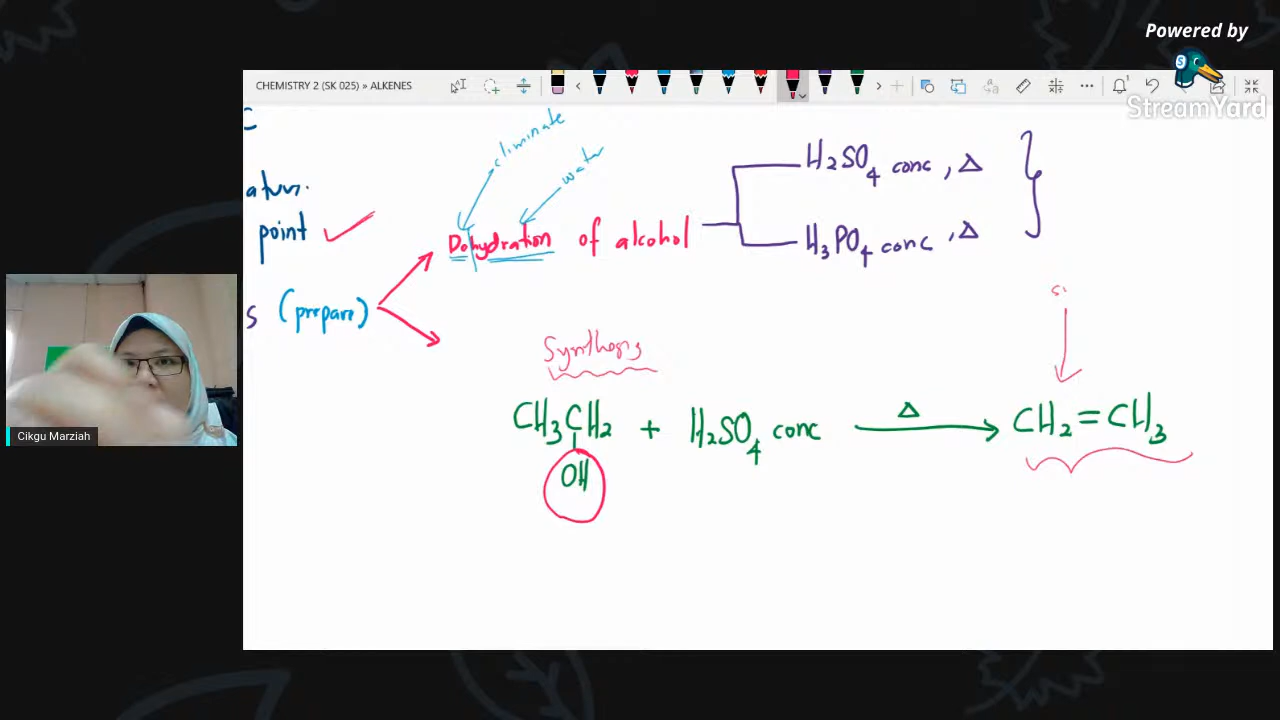 Powered by
StreamYard
CHEMISTRY 2 (SK 025) » ALKENES
eliminate
water
H₂SO₄ conc, Δ
point
Dehydration of alcohol
H₃PO₄ conc, Δ
s (prepare)
Synthesis
CH₃CH₂ + H₂SO₄ conc Δ CH₂=CH₃
OH
Cikgu Marziah